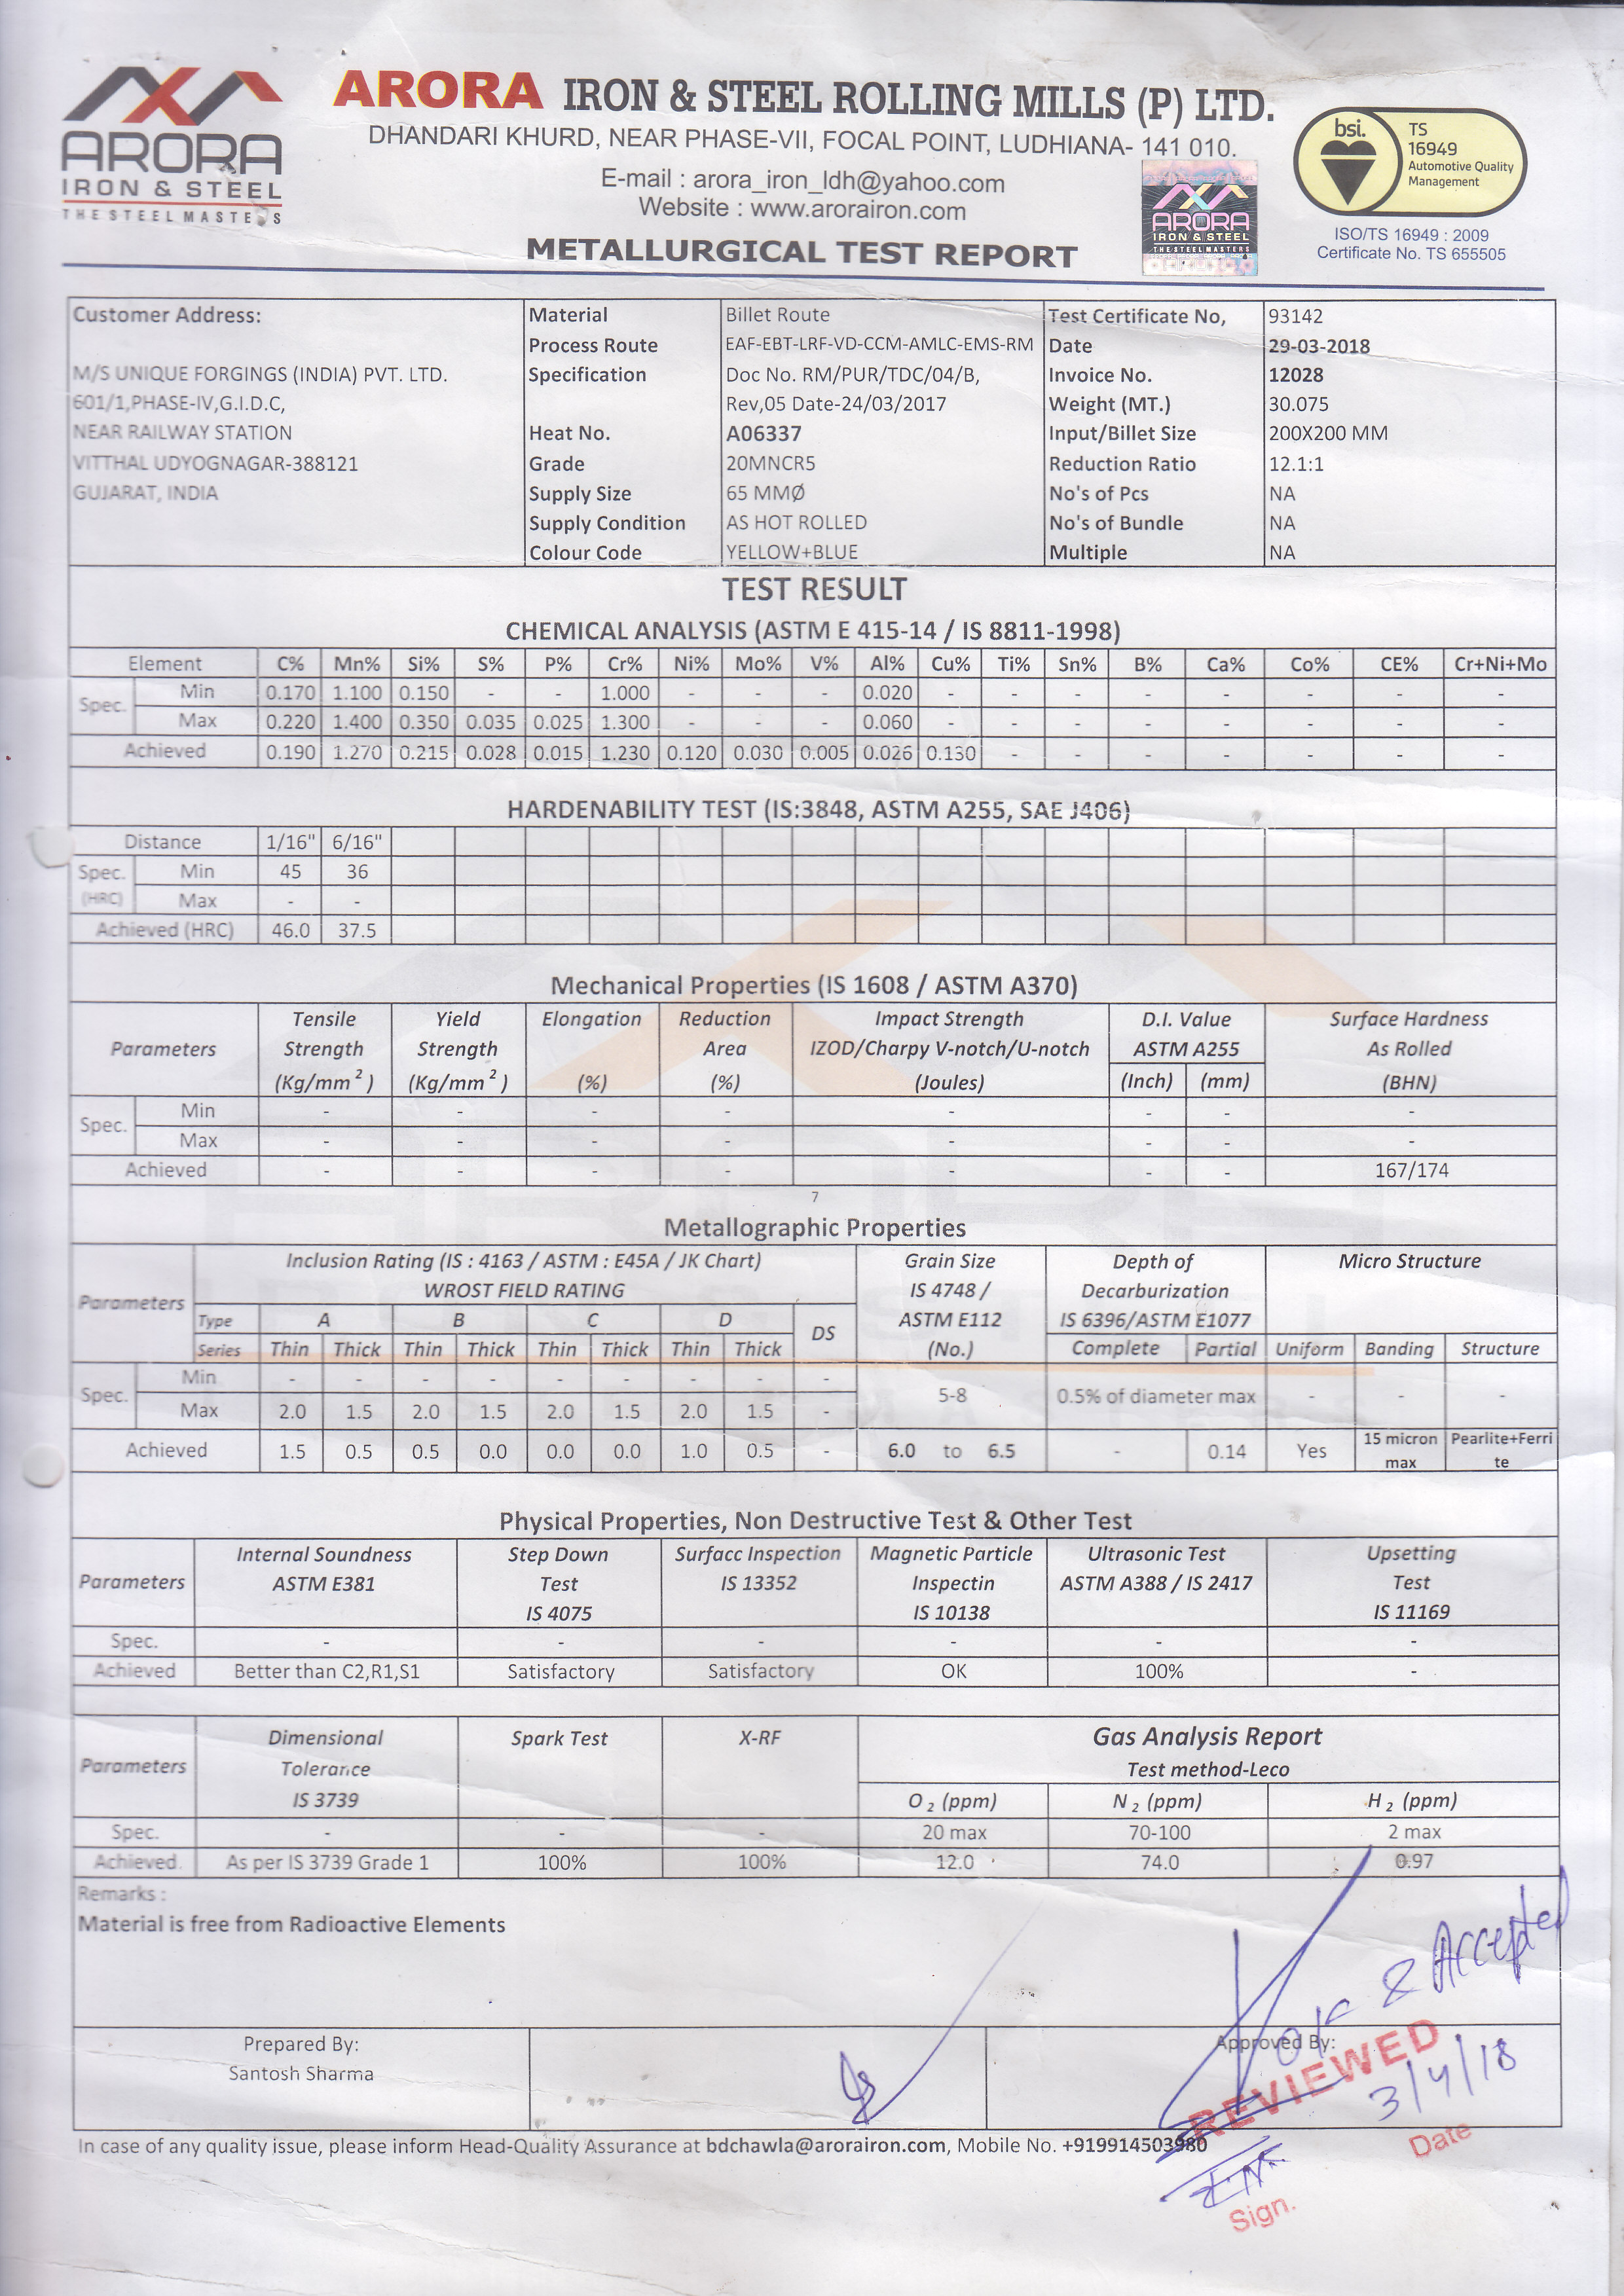 ARORA
IRON & STEEL
THE STEEL MASTERS
ARORA IRON & STEEL ROLLING MILLS (P) LTD.
DHANDARI KHURD, NEAR PHASE-VII, FOCAL POINT, LUDHIANA- 141 010.
E-mail : arora_iron_ldh@yahoo.com
Website : www.arorairon.com
METALLURGICAL TEST REPORT
ARORA
IRON & STEEL
THE STEEL MASTERS
bsi.
TS
16949
Automotive Quality
Management
ISO/TS 16949 : 2009
Certificate No. TS 655505
Customer Address:
M/S UNIQUE FORGINGS (INDIA) PVT. LTD.
601/1,PHASE-IV,G.I.D.C,
NEAR RAILWAY STATION
VITTHAL UDYOGNAGAR-388121
GUJARAT, INDIA
Material Billet Route
Process Route EAF-EBT-LRF-VD-CCM-AMLC-EMS-RM
Specification Doc No. RM/PUR/TDC/04/B,
Rev,05 Date-24/03/2017
Heat No. A06337
Grade 20MNCR5
Supply Size 65 MMØ
Supply Condition AS HOT ROLLED
Colour Code YELLOW+BLUE
Test Certificate No, 93142
Date 29-03-2018
Invoice No. 12028
Weight (MT.) 30.075
Input/Billet Size 200X200 MM
Reduction Ratio 12.1:1
No's of Pcs NA
No's of Bundle NA
Multiple NA
TEST RESULT
CHEMICAL ANALYSIS (ASTM E 415-14 / IS 8811-1998)
Element C% Mn% Si% S% P% Cr% Ni% Mo% V% Al% Cu% Ti% Sn% B% Ca% Co% CE% Cr+Ni+Mo
Spec. Min 0.170 1.100 0.150 - - 1.000 - - - 0.020 - - - - - - - -
Max 0.220 1.400 0.350 0.035 0.025 1.300 - - - 0.060 - - - - - - - -
Achieved 0.190 1.270 0.215 0.028 0.015 1.230 0.120 0.030 0.005 0.026 0.130 - - - - - - -
HARDENABILITY TEST (IS:3848, ASTM A255, SAE J406)
Distance 1/16" 6/16"
Spec. Min 45 36
(HRC) Max - -
Achieved (HRC) 46.0 37.5
Mechanical Properties (IS 1608 / ASTM A370)
Parameters
Tensile Strength (Kg/mm²)
Yield Strength (Kg/mm²)
Elongation (%)
Reduction Area (%)
Impact Strength IZOD/Charpy V-notch/U-notch (Joules)
D.I. Value ASTM A255
(Inch) (mm)
Surface Hardness As Rolled (BHN)
Spec. Min - - - - - - - -
Max - - - - - - - -
Achieved - - - - - - - 167/174
7
Metallographic Properties
Parameters
Inclusion Rating (IS : 4163 / ASTM : E45A / JK Chart)
WROST FIELD RATING
Type A B C D DS
Series Thin Thick Thin Thick Thin Thick Thin Thick
Grain Size
IS 4748 /
ASTM E112
(No.)
Depth of
Decarburization
IS 6396/ASTM E1077
Complete Partial
Micro Structure
Uniform Banding Structure
Spec. Min - - - - - - - - -
Max 2.0 1.5 2.0 1.5 2.0 1.5 2.0 1.5 -
5-8 0.5% of diameter max - - -
Achieved 1.5 0.5 0.5 0.0 0.0 0.0 1.0 0.5 - 6.0 to 6.5 - 0.14 Yes 15 micron max Pearlite+Ferri te
Physical Properties, Non Destructive Test & Other Test
Parameters
Internal Soundness
ASTM E381
Step Down
Test
IS 4075
Surfacc Inspection
IS 13352
Magnetic Particle
Inspectin
IS 10138
Ultrasonic Test
ASTM A388 / IS 2417
Upsetting
Test
IS 11169
Spec. - - - - - -
Achieved Better than C2,R1,S1 Satisfactory Satisfactory OK 100% -
Parameters
Dimensional
Tolerance
IS 3739
Spark Test
X-RF
Gas Analysis Report
Test method-Leco
O2 (ppm) N2 (ppm) H2 (ppm)
Spec. - - - 20 max 70-100 2 max
Achieved. As per IS 3739 Grade 1 100% 100% 12.0 74.0 0.97
Remarks :
Material is free from Radioactive Elements
Ok & Accepted
Prepared By:
Santosh Sharma
Approved By:
REVIEWED
3/4/18
Date
Sign.
In case of any quality issue, please inform Head-Quality Assurance at bdchawla@arorairon.com, Mobile No. +919914503980